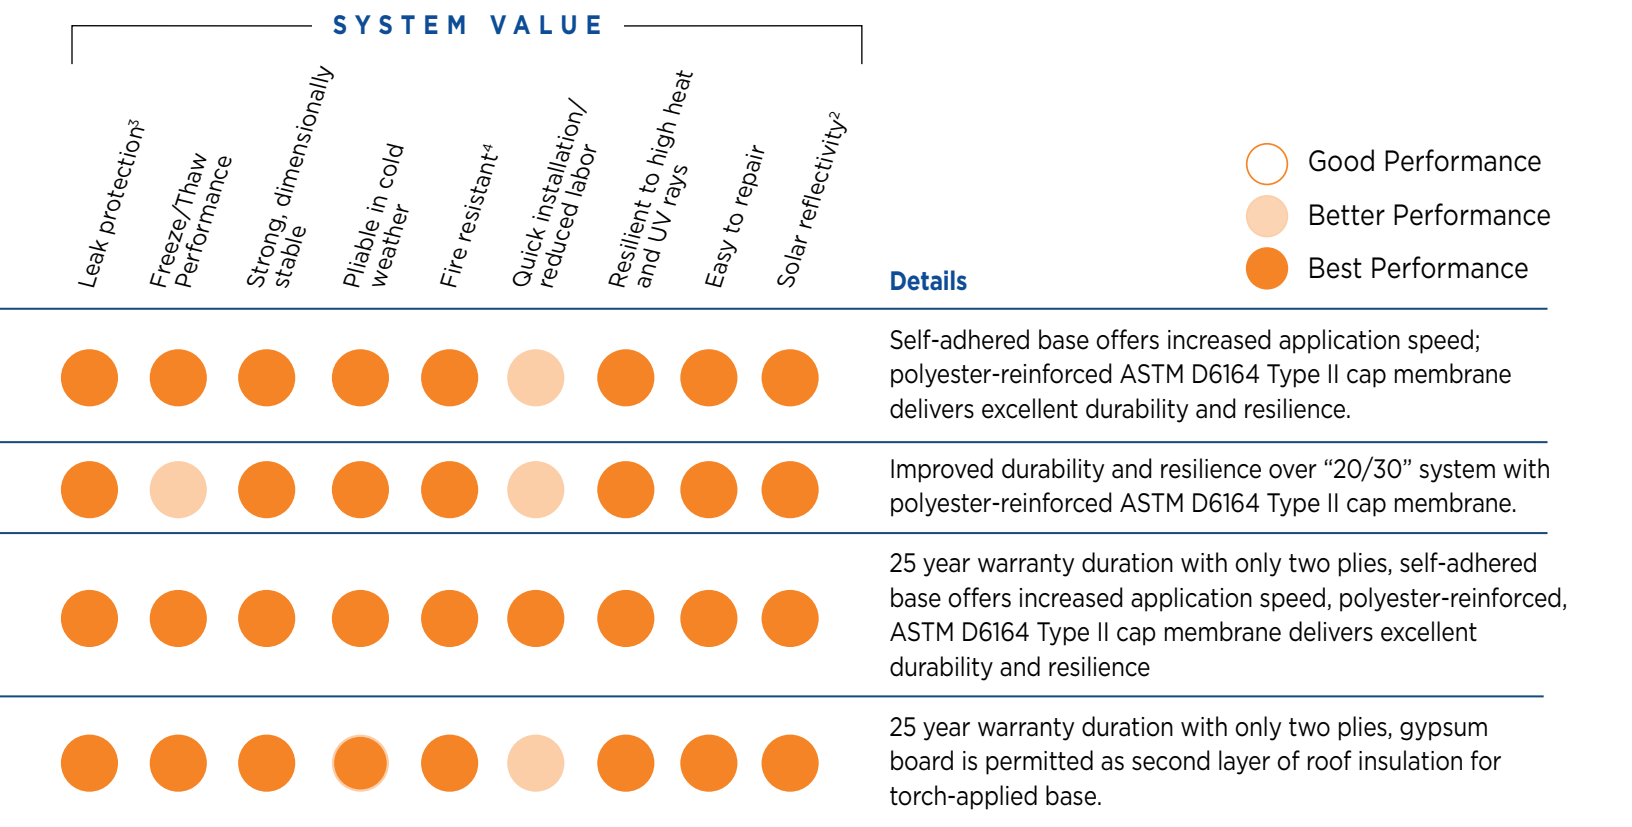 SYSTEM VALUE
Leak protection³
Freeze/Thaw
Performance
Strong, dimensionally
stable
Pliable in cold
weather
Fire resistant⁴
Quick installation/
reduced labor
Resilient to high heat
and UV rays
Easy to repair
Solar reflectivity²
Details
Good Performance
Better Performance
Best Performance
Self-adhered base offers increased application speed;
polyester-reinforced ASTM D6164 Type II cap membrane
delivers excellent durability and resilience.
Improved durability and resilience over “20/30” system with
polyester-reinforced ASTM D6164 Type II cap membrane.
25 year warranty duration with only two plies, self-adhered
base offers increased application speed, polyester-reinforced,
ASTM D6164 Type II cap membrane delivers excellent
durability and resilience
25 year warranty duration with only two plies, gypsum
board is permitted as second layer of roof insulation for
torch-applied base.